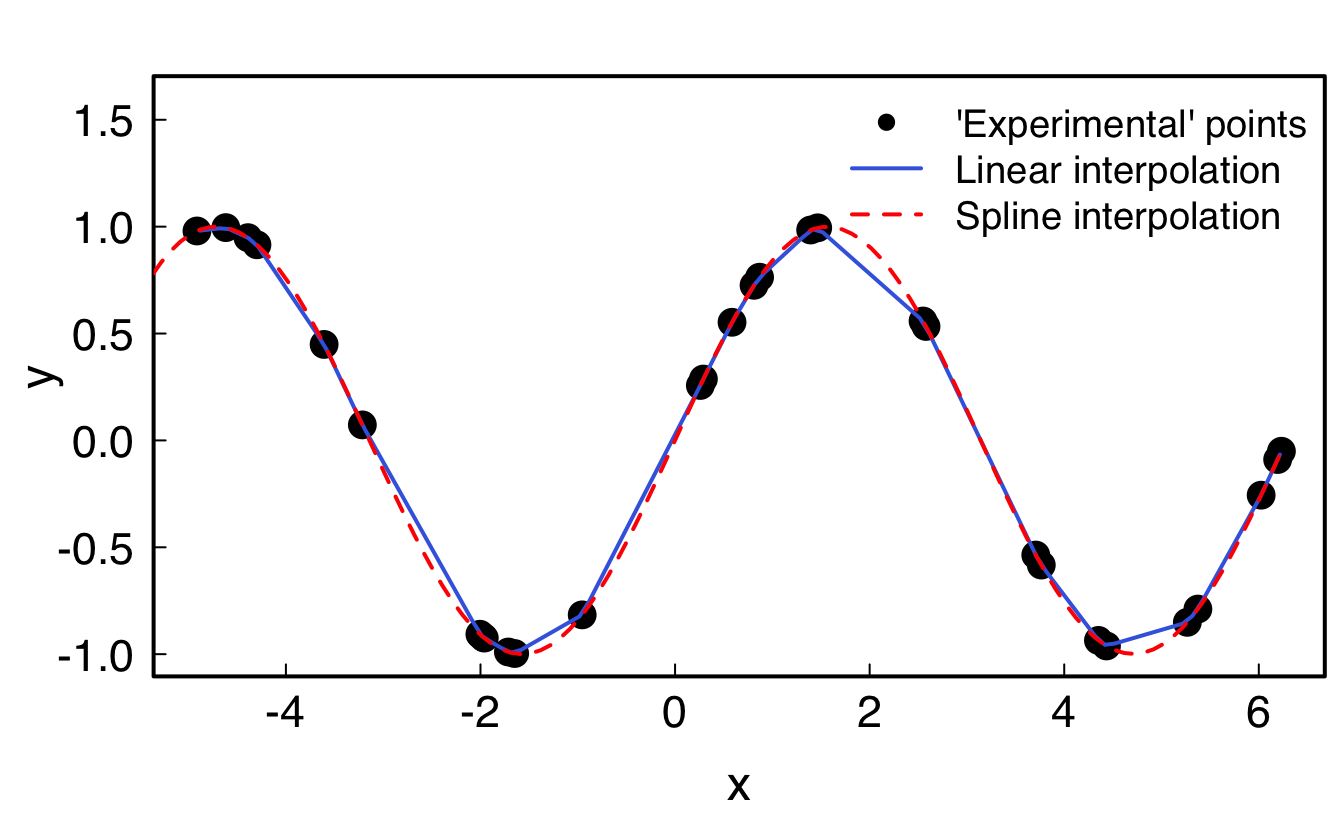 1.5
1.0
0.5
0.0
-0.5
-1.0
y
'Experimental' points
Linear interpolation
Spline interpolation
-4 -2 0 2 4 6
x